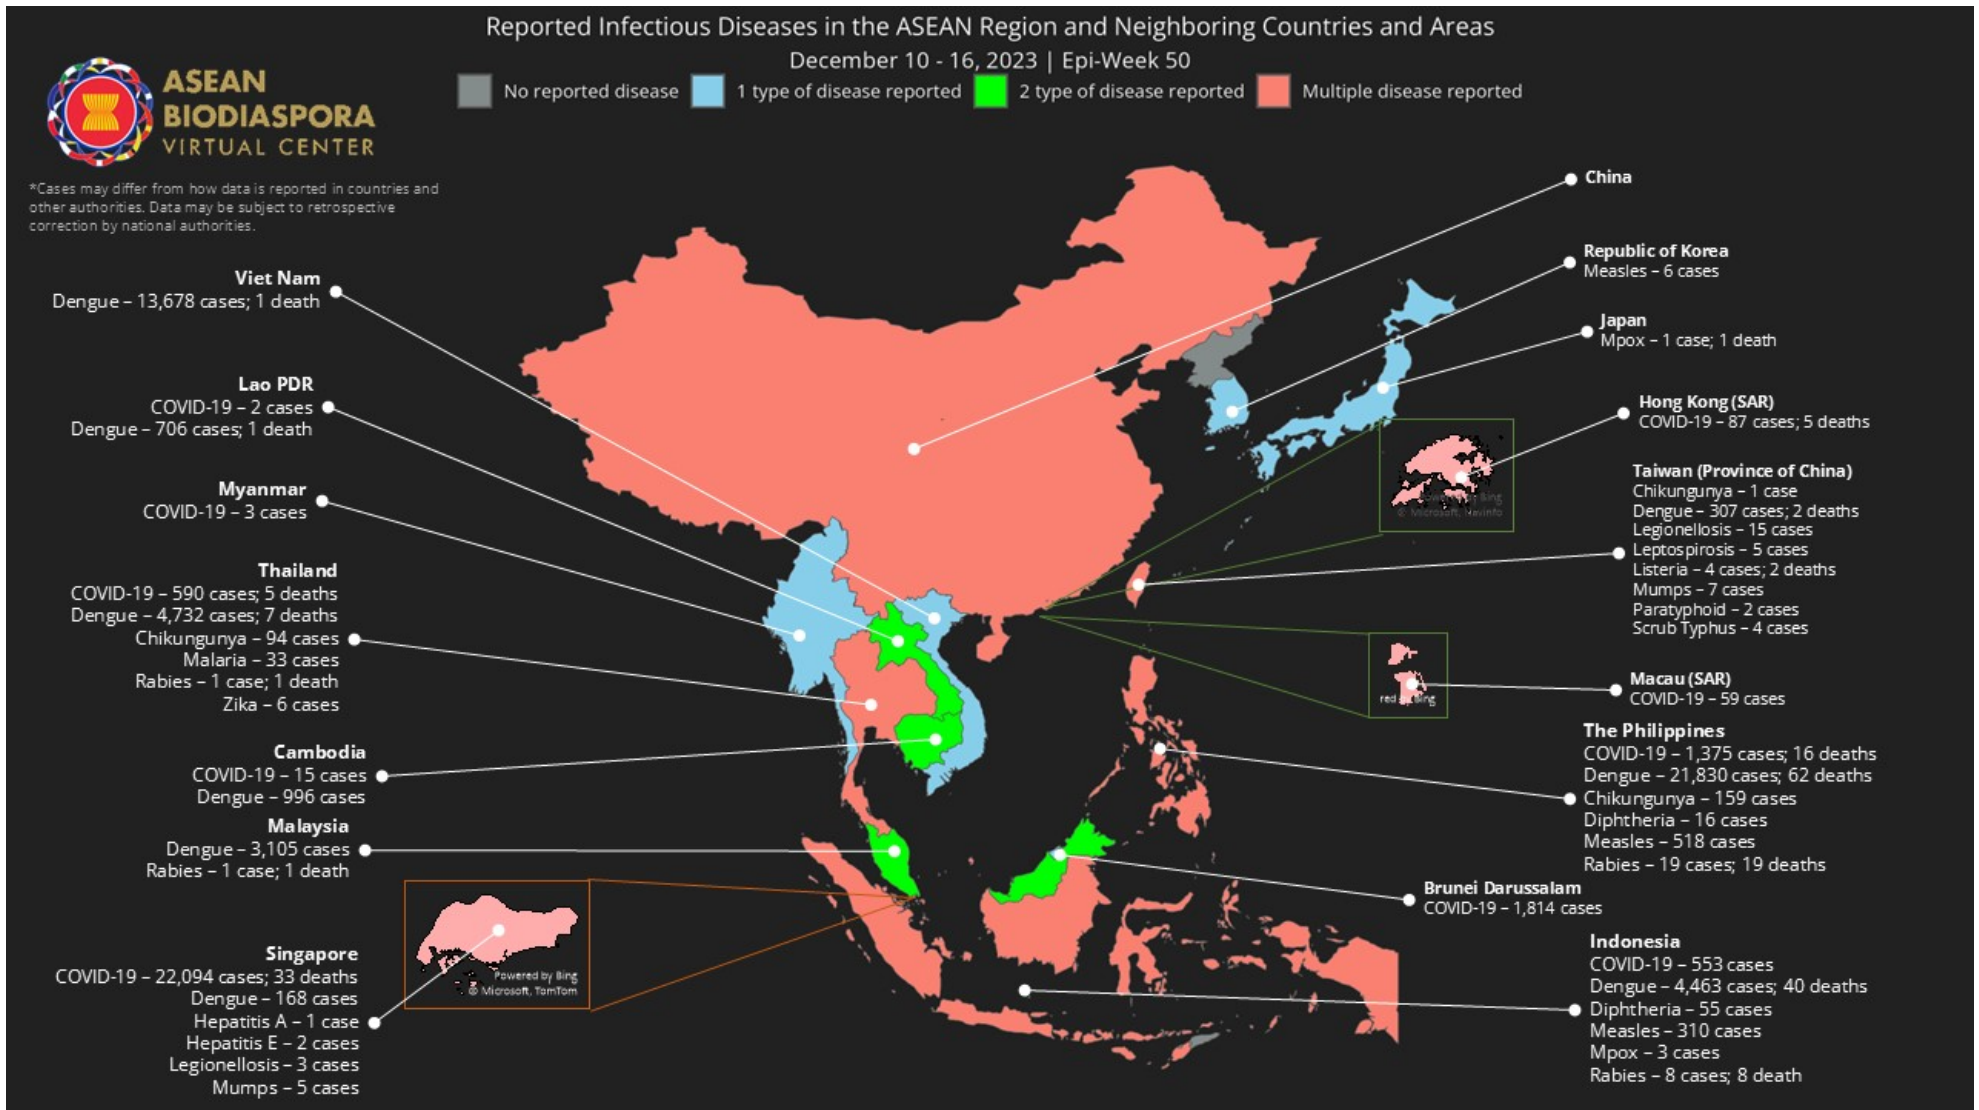 Reported Infectious Diseases in the ASEAN Region and Neighboring Countries and Areas
December 10 - 16, 2023 | Epi-Week 50
No reported disease
1 type of disease reported
2 type of disease reported
Multiple disease reported
ASEAN
BIODIASPORA
VIRTUAL CENTER
*Cases may differ from how data is reported in countries and
other authorities. Data may be subject to retrospective
correction by national authorities.
Viet Nam
Dengue – 13,678 cases; 1 death
Lao PDR
COVID-19 – 2 cases
Dengue – 706 cases; 1 death
Myanmar
COVID-19 – 3 cases
Thailand
COVID-19 – 590 cases; 5 deaths
Dengue – 4,732 cases; 7 deaths
Chikungunya – 94 cases
Malaria – 33 cases
Rabies – 1 case; 1 death
Zika – 6 cases
Cambodia
COVID-19 – 15 cases
Dengue – 996 cases
Malaysia
Dengue – 3,105 cases
Rabies – 1 case; 1 death
Singapore
COVID-19 – 22,094 cases; 33 deaths
Dengue – 168 cases
Hepatitis A – 1 case
Hepatitis E – 2 cases
Legionellosis – 3 cases
Mumps – 5 cases
Powered by Bing
© Microsoft, TomTom
China
Republic of Korea
Measles – 6 cases
Japan
Mpox – 1 case; 1 death
Hong Kong (SAR)
COVID-19 – 87 cases; 5 deaths
Powered by Bing
© Microsoft, Navinfo
Taiwan (Province of China)
Chikungunya – 1 case
Dengue – 307 cases; 2 deaths
Legionellosis – 15 cases
Leptospirosis – 5 cases
Listeria – 4 cases; 2 deaths
Mumps – 7 cases
Paratyphoid – 2 cases
Scrub Typhus – 4 cases
Macau (SAR)
COVID-19 – 59 cases
red by Bing
The Philippines
COVID-19 – 1,375 cases; 16 deaths
Dengue – 21,830 cases; 62 deaths
Chikungunya – 159 cases
Diphtheria – 16 cases
Measles – 518 cases
Rabies – 19 cases; 19 deaths
Brunei Darussalam
COVID-19 – 1,814 cases
Indonesia
COVID-19 – 553 cases
Dengue – 4,463 cases; 40 deaths
Diphtheria – 55 cases
Measles – 310 cases
Mpox – 3 cases
Rabies – 8 cases; 8 death